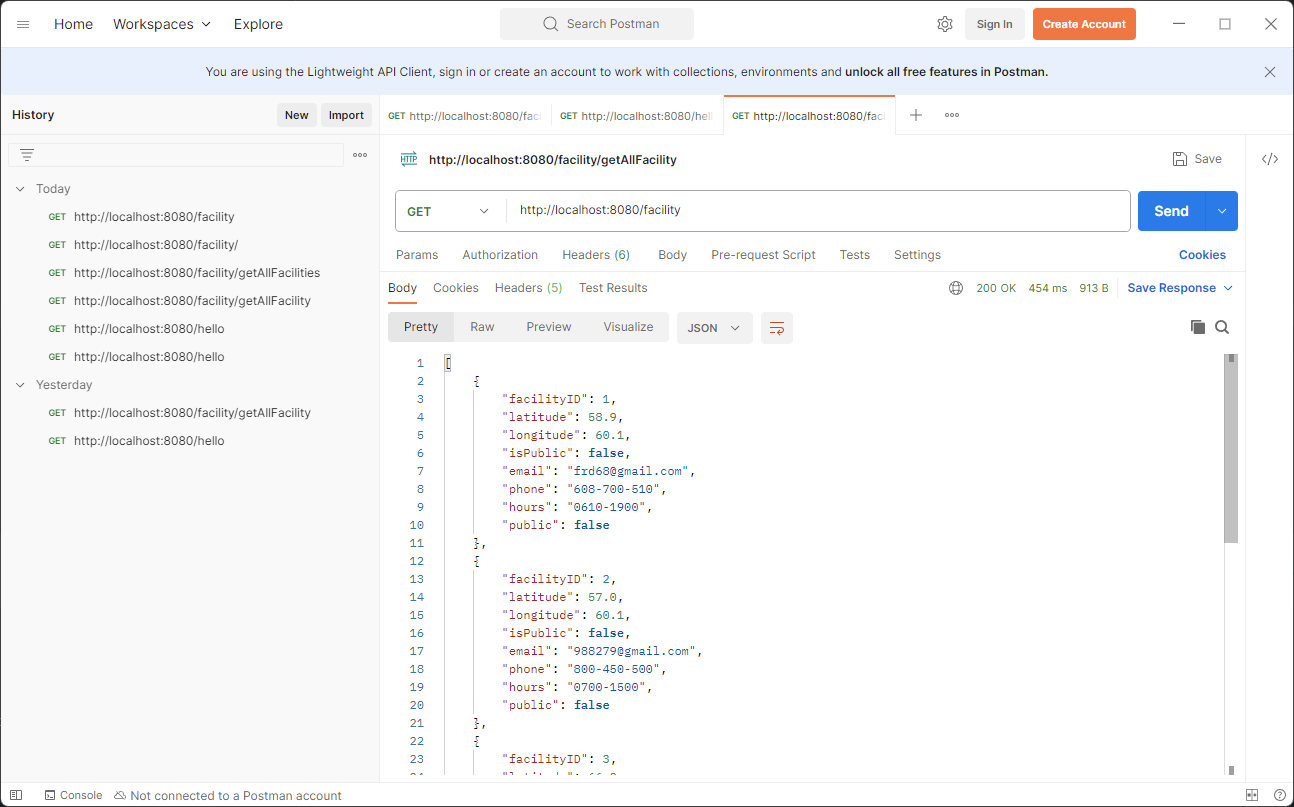 Home Workspaces Explore Search Postman Sign In Create Account
You are using the Lightweight API Client, sign in or create an account to work with collections, environments and unlock all free features in Postman.
History New Import
GET http://localhost:8080/faci GET http://localhost:8080/hell GET http://localhost:8080/faci
HTTP http://localhost:8080/facility/getAllFacility Save
Today
GET http://localhost:8080/facility
GET http://localhost:8080/facility/
GET http://localhost:8080/facility/getAllFacilities
GET http://localhost:8080/facility/getAllFacility
GET http://localhost:8080/hello
GET http://localhost:8080/hello
Yesterday
GET http://localhost:8080/facility/getAllFacility
GET http://localhost:8080/hello
GET http://localhost:8080/facility Send
Params Authorization Headers (6) Body Pre-request Script Tests Settings Cookies
Body Cookies Headers (5) Test Results 200 OK 454 ms 913 B Save Response
Pretty Raw Preview Visualize JSON
1 [
2 {
3 "facilityID": 1,
4 "latitude": 58.9,
5 "longitude": 60.1,
6 "isPublic": false,
7 "email": "frd68@gmail.com",
8 "phone": "608-700-510",
9 "hours": "0610-1900",
10 "public": false
11 },
12 {
13 "facilityID": 2,
14 "latitude": 57.0,
15 "longitude": 60.1,
16 "isPublic": false,
17 "email": "988279@gmail.com",
18 "phone": "800-450-500",
19 "hours": "0700-1500",
20 "public": false
21 },
22 {
23 "facilityID": 3,
Console Not connected to a Postman account